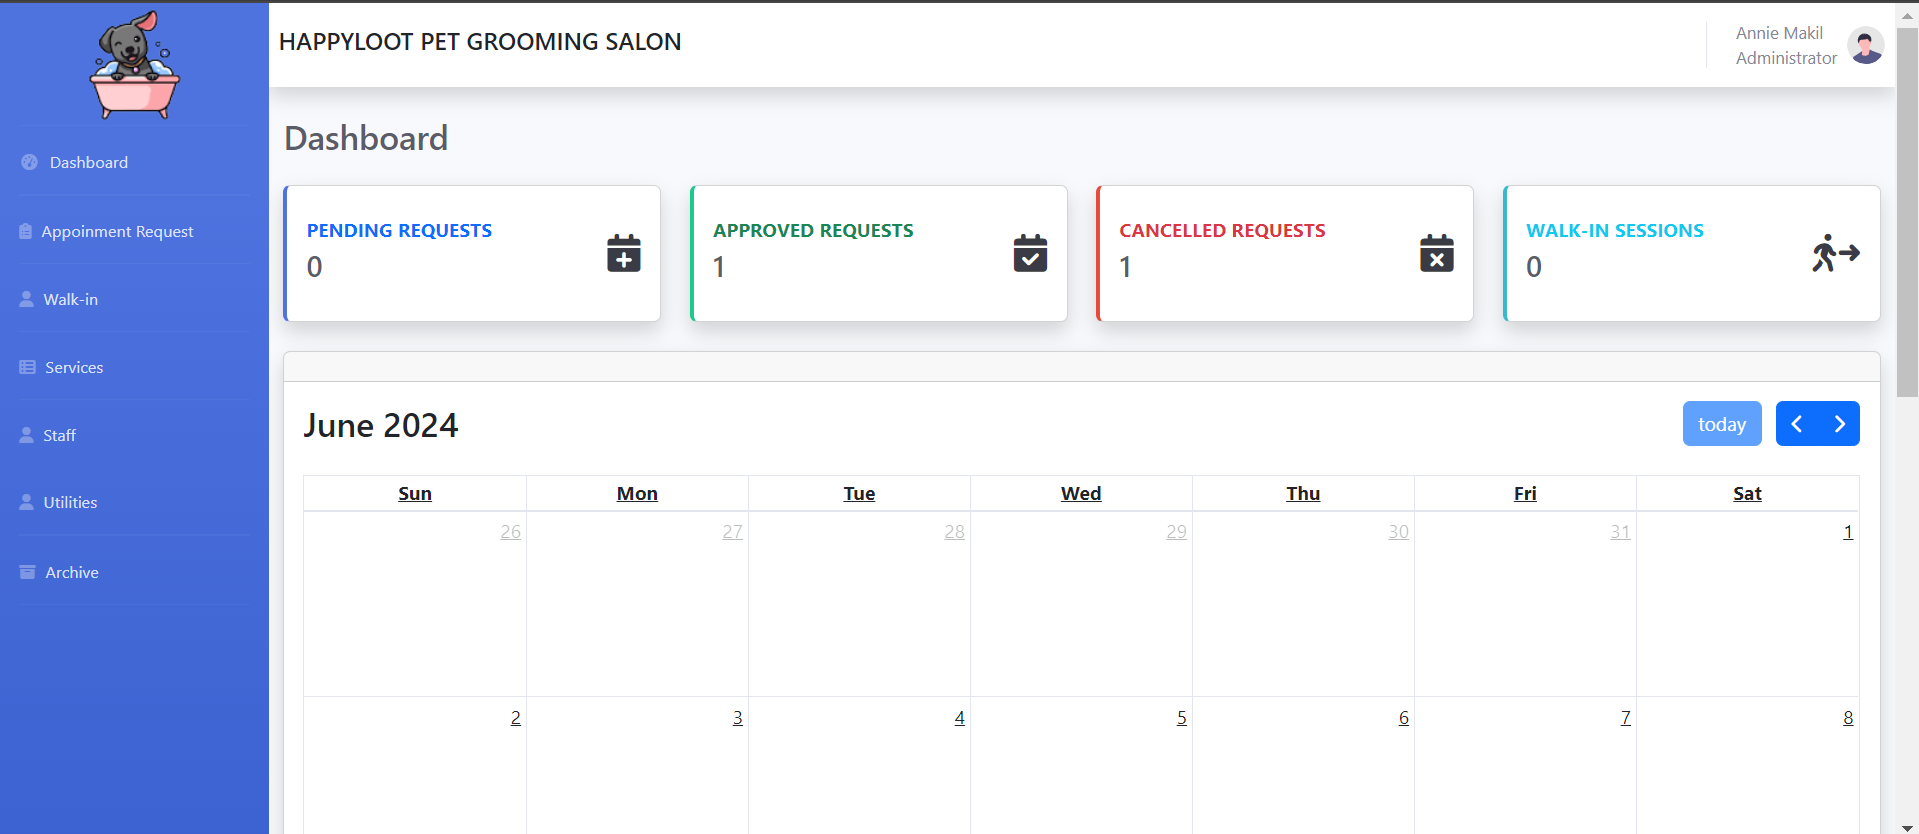 HAPPYLOOT PET GROOMING SALON
Annie Makil
Administrator
Dashboard
Appoinment Request
Walk-in
Services
Staff
Utilities
Archive
Dashboard
PENDING REQUESTS
0
APPROVED REQUESTS
1
CANCELLED REQUESTS
1
WALK-IN SESSIONS
0
June 2024
today
Sun Mon Tue Wed Thu Fri Sat
26 27 28 29 30 31 1
2 3 4 5 6 7 8